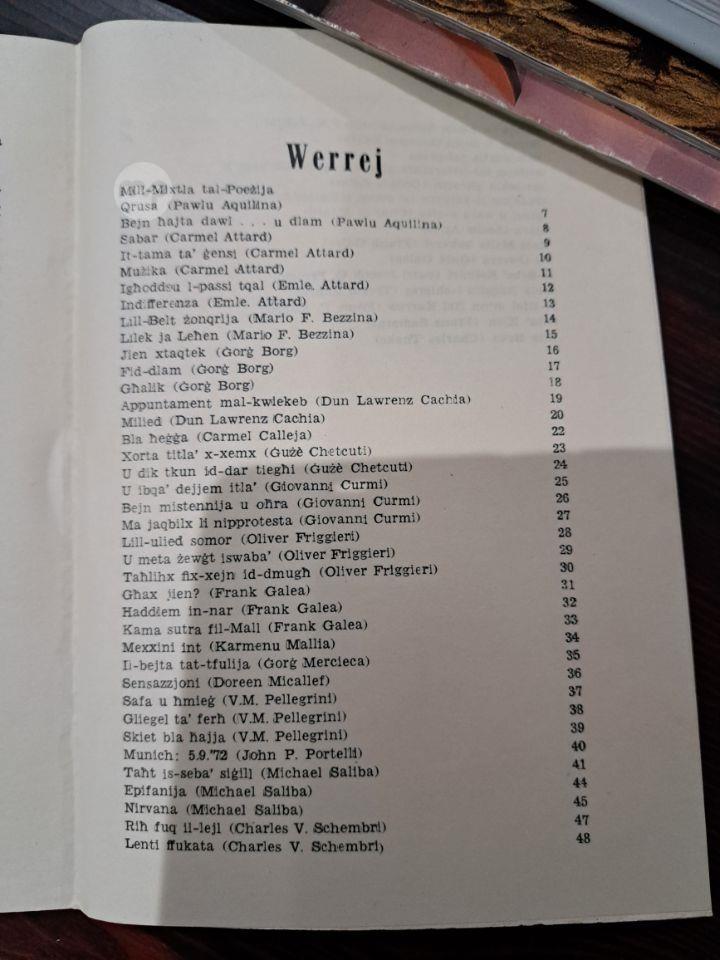 Werrej
Mill-Mixtla tal-Poeżija
Qrusa (Pawlu Aquilina) 7
Bejn ħajta dawl . . . u dlam (Pawlu Aquilina) 8
Sabar (Carmel Attard) 9
It-tama ta' ġensi (Carmel Attard) 10
Mużika (Carmel Attard) 11
Igħoddsu l-passi tqal (Emle. Attard) 12
Indifferenza (Emle. Attard) 13
Lill-Belt żonqrija (Mario F. Bezzina) 14
Lilek ja Leħen (Mario F. Bezzina) 15
Jien xtaqtek (Ġorġ Borg) 16
Fid-dlam (Ġorġ Borg) 17
Għalik (Ġorġ Borg) 18
Appuntament mal-kwiekeb (Dun Lawrenz Cachia) 19
Milied (Dun Lawrenz Cachia) 20
Bla ħeġġa (Carmel Calleja) 22
Xorta titla' x-xemx (Ġużè Chetcuti) 23
U dik tkun id-dar tiegħi (Ġużè Chetcuti) 24
U ibqa' dejjem itla' (Giovanni Curmi) 25
Bejn mistennija u oħra (Giovanni Curmi) 26
Ma jaqbilx li nipprotesta (Giovanni Curmi) 27
Lill-ulied somor (Oliver Friggieri) 28
U meta żewġt iswaba' (Oliver Friggieri) 29
Taħlihx fix-xejn id-dmugħ (Oliver Friggieri) 30
Għax jien? (Frank Galea) 31
Haddiem in-nar (Frank Galea) 32
Kama sutra fil-Mall (Frank Galea) 33
Mexxini int (Karmenu Mallia) 34
Il-bejta tat-tfulija (Ġorġ Mercieca) 35
Sensazzjoni (Doreen Micallef) 36
Safa u ħmieġ (V.M. Pellegrini) 37
Gliegel ta' ferħ (V.M. Pellegrini) 38
Skiet bla ħajja (V.M. Pellegrini) 39
Munich: 5.9.'72 (John P. Portelli) 40
Taħt is-seba' siġill (Michael Saliba) 41
Epifanija (Michael Saliba) 44
Nirvana (Michael Saliba) 45
Riħ fuq il-lejl (Charles V. Schembri) 47
Lenti ffukata (Charles V. Schembri) 48